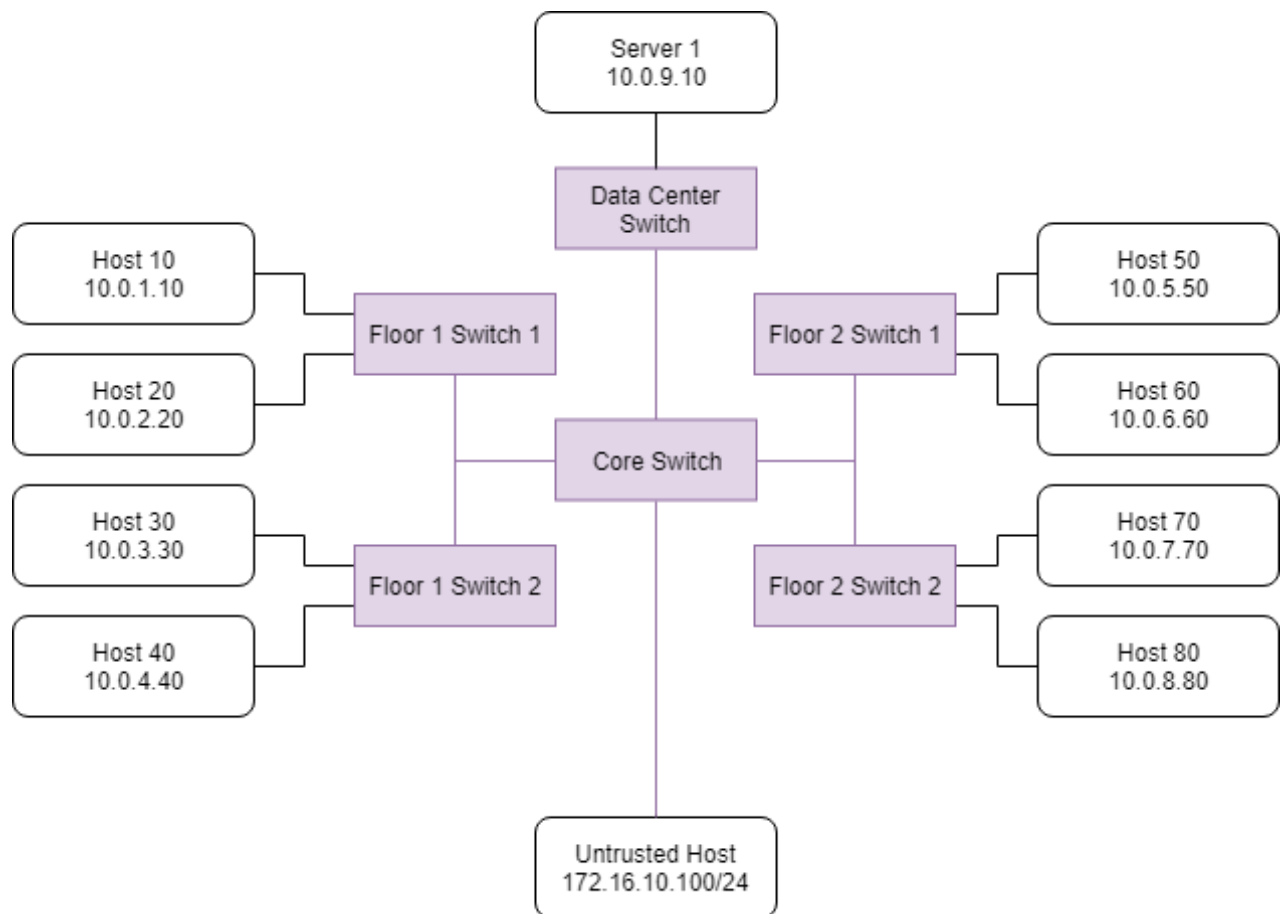 Server 1
10.0.9.10
Data Center
Switch
Host 10
10.0.1.10
Host 50
10.0.5.50
Floor 1 Switch 1
Floor 2 Switch 1
Host 20
10.0.2.20
Host 60
10.0.6.60
Core Switch
Host 30
10.0.3.30
Host 70
10.0.7.70
Floor 1 Switch 2
Floor 2 Switch 2
Host 40
10.0.4.40
Host 80
10.0.8.80
Untrusted Host
172.16.10.100/24